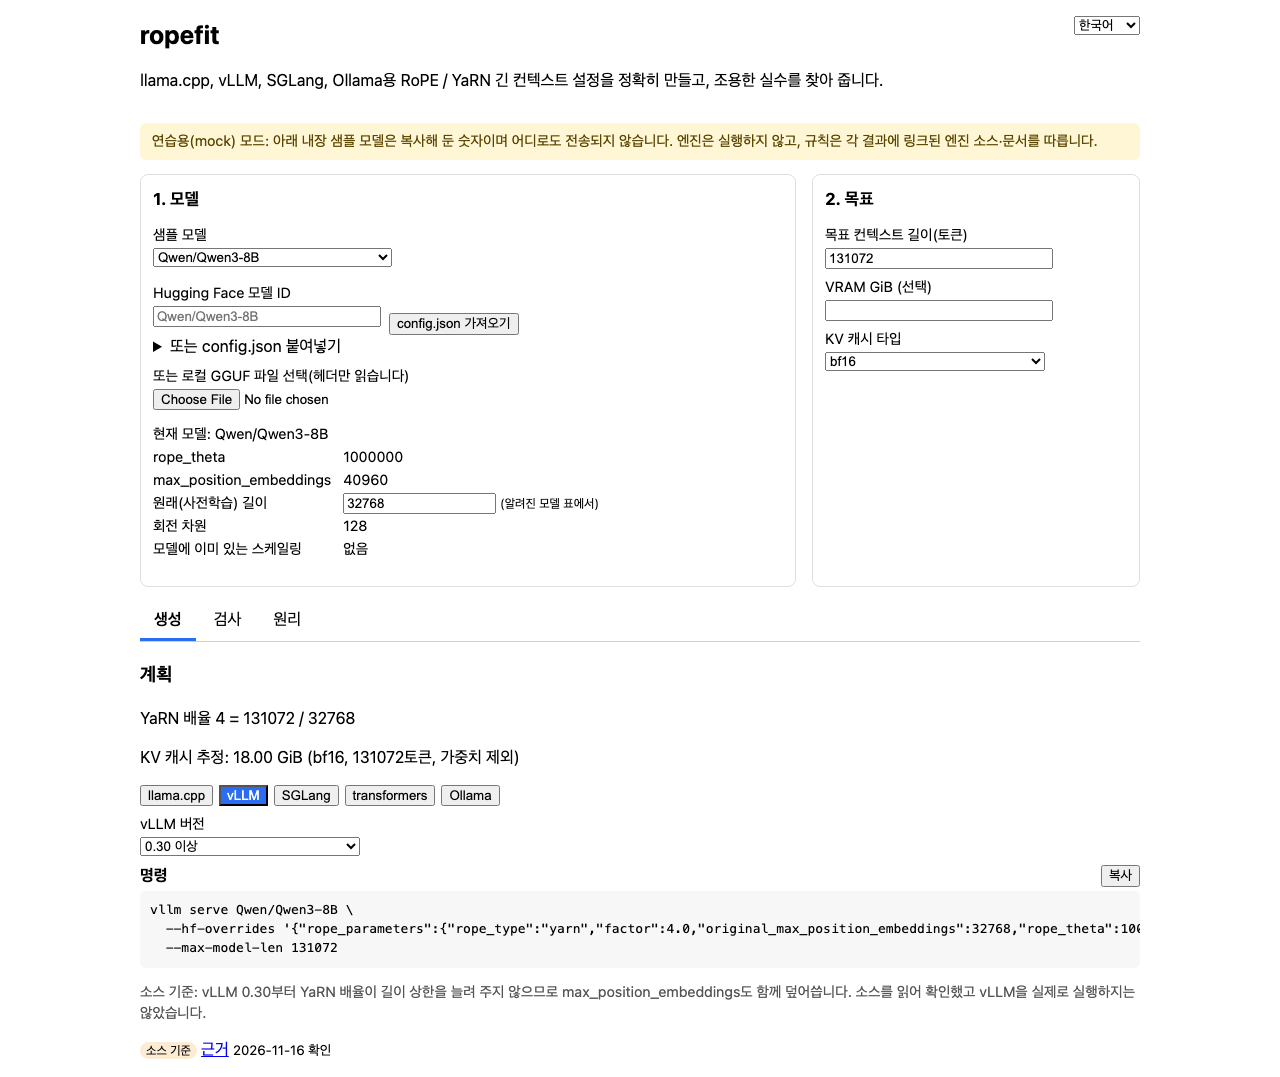 ropefit
한국어
llama.cpp, vLLM, SGLang, Ollama용 RoPE / YaRN 긴 컨텍스트 설정을 정확히 만들고, 조용한 실수를 찾아 줍니다.
연습용(mock) 모드: 아래 내장 샘플 모델은 복사해 둔 숫자이며 어디로도 전송되지 않습니다. 엔진은 실행하지 않고, 규칙은 각 결과에 링크된 엔진 소스·문서를 따릅니다.
1. 모델
샘플 모델
Qwen/Qwen3-8B
Hugging Face 모델 ID
Qwen/Qwen3-8B
config.json 가져오기
▶ 또는 config.json 붙여넣기
또는 로컬 GGUF 파일 선택(헤더만 읽습니다)
Choose File No file chosen
현재 모델: Qwen/Qwen3-8B
rope_theta 1000000
max_position_embeddings 40960
원래(사전학습) 길이 32768 (알려진 모델 표에서)
회전 차원 128
모델에 이미 있는 스케일링 없음
2. 목표
목표 컨텍스트 길이(토큰)
131072
VRAM GiB (선택)
KV 캐시 타입
bf16
생성 검사 원리
계획
YaRN 배율 4 = 131072 / 32768
KV 캐시 추정: 18.00 GiB (bf16, 131072토큰, 가중치 제외)
llama.cpp vLLM SGLang transformers Ollama
vLLM 버전
0.30 이상
명령
복사
vllm serve Qwen/Qwen3-8B \
--hf-overrides '{"rope_parameters":{"rope_type":"yarn","factor":4.0,"original_max_position_embeddings":32768,"rope_theta":100
--max-model-len 131072
소스 기준: vLLM 0.30부터 YaRN 배율이 길이 상한을 늘려 주지 않으므로 max_position_embeddings도 함께 덮어씁니다. 소스를 읽어 확인했고 vLLM을 실제로 실행하지는
않았습니다.
소스 기준 근거 2026-11-16 확인